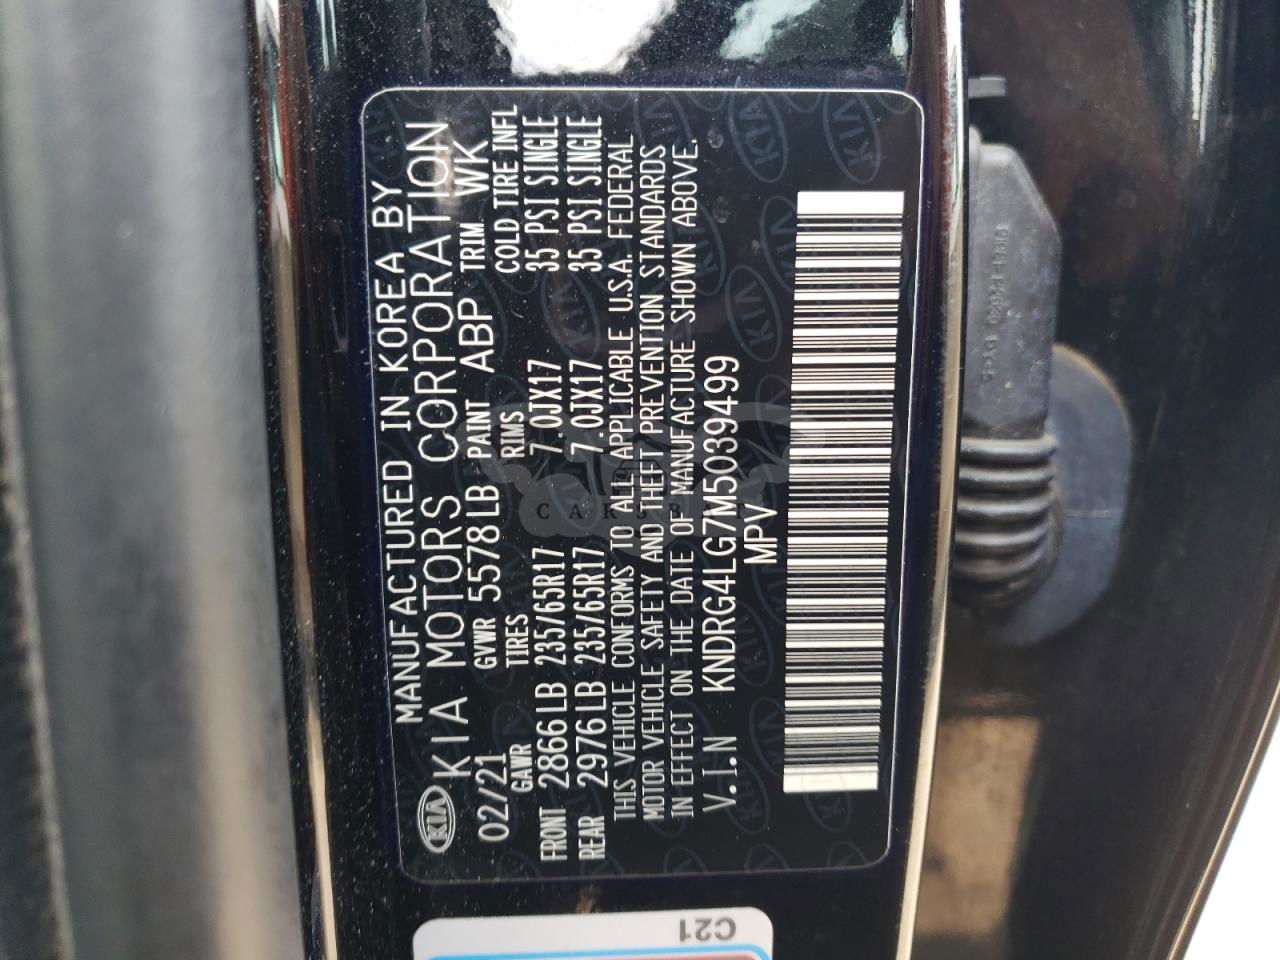 MANUFACTURED IN KOREA BY
KIA KIA MOTORS CORPORATION
02/21 GVWR 5578LB PAINT ABP TRIM WK
GAWR TIRES RIMS COLD TIRE INFL
FRONT 2866LB 235/65R17 7.0JX17 35 PSI SINGLE
REAR 2976LB 235/65R17 7.0JX17 35 PSI SINGLE
THIS VEHICLE CONFORMS TO ALL APPLICABLE U.S.A. FEDERAL
MOTOR VEHICLE SAFETY AND THEFT PREVENTION STANDARDS
IN EFFECT ON THE DATE OF MANUFACTURE SHOWN ABOVE.
V.I.N KNDRG4LG7M5039499
MPV
C21